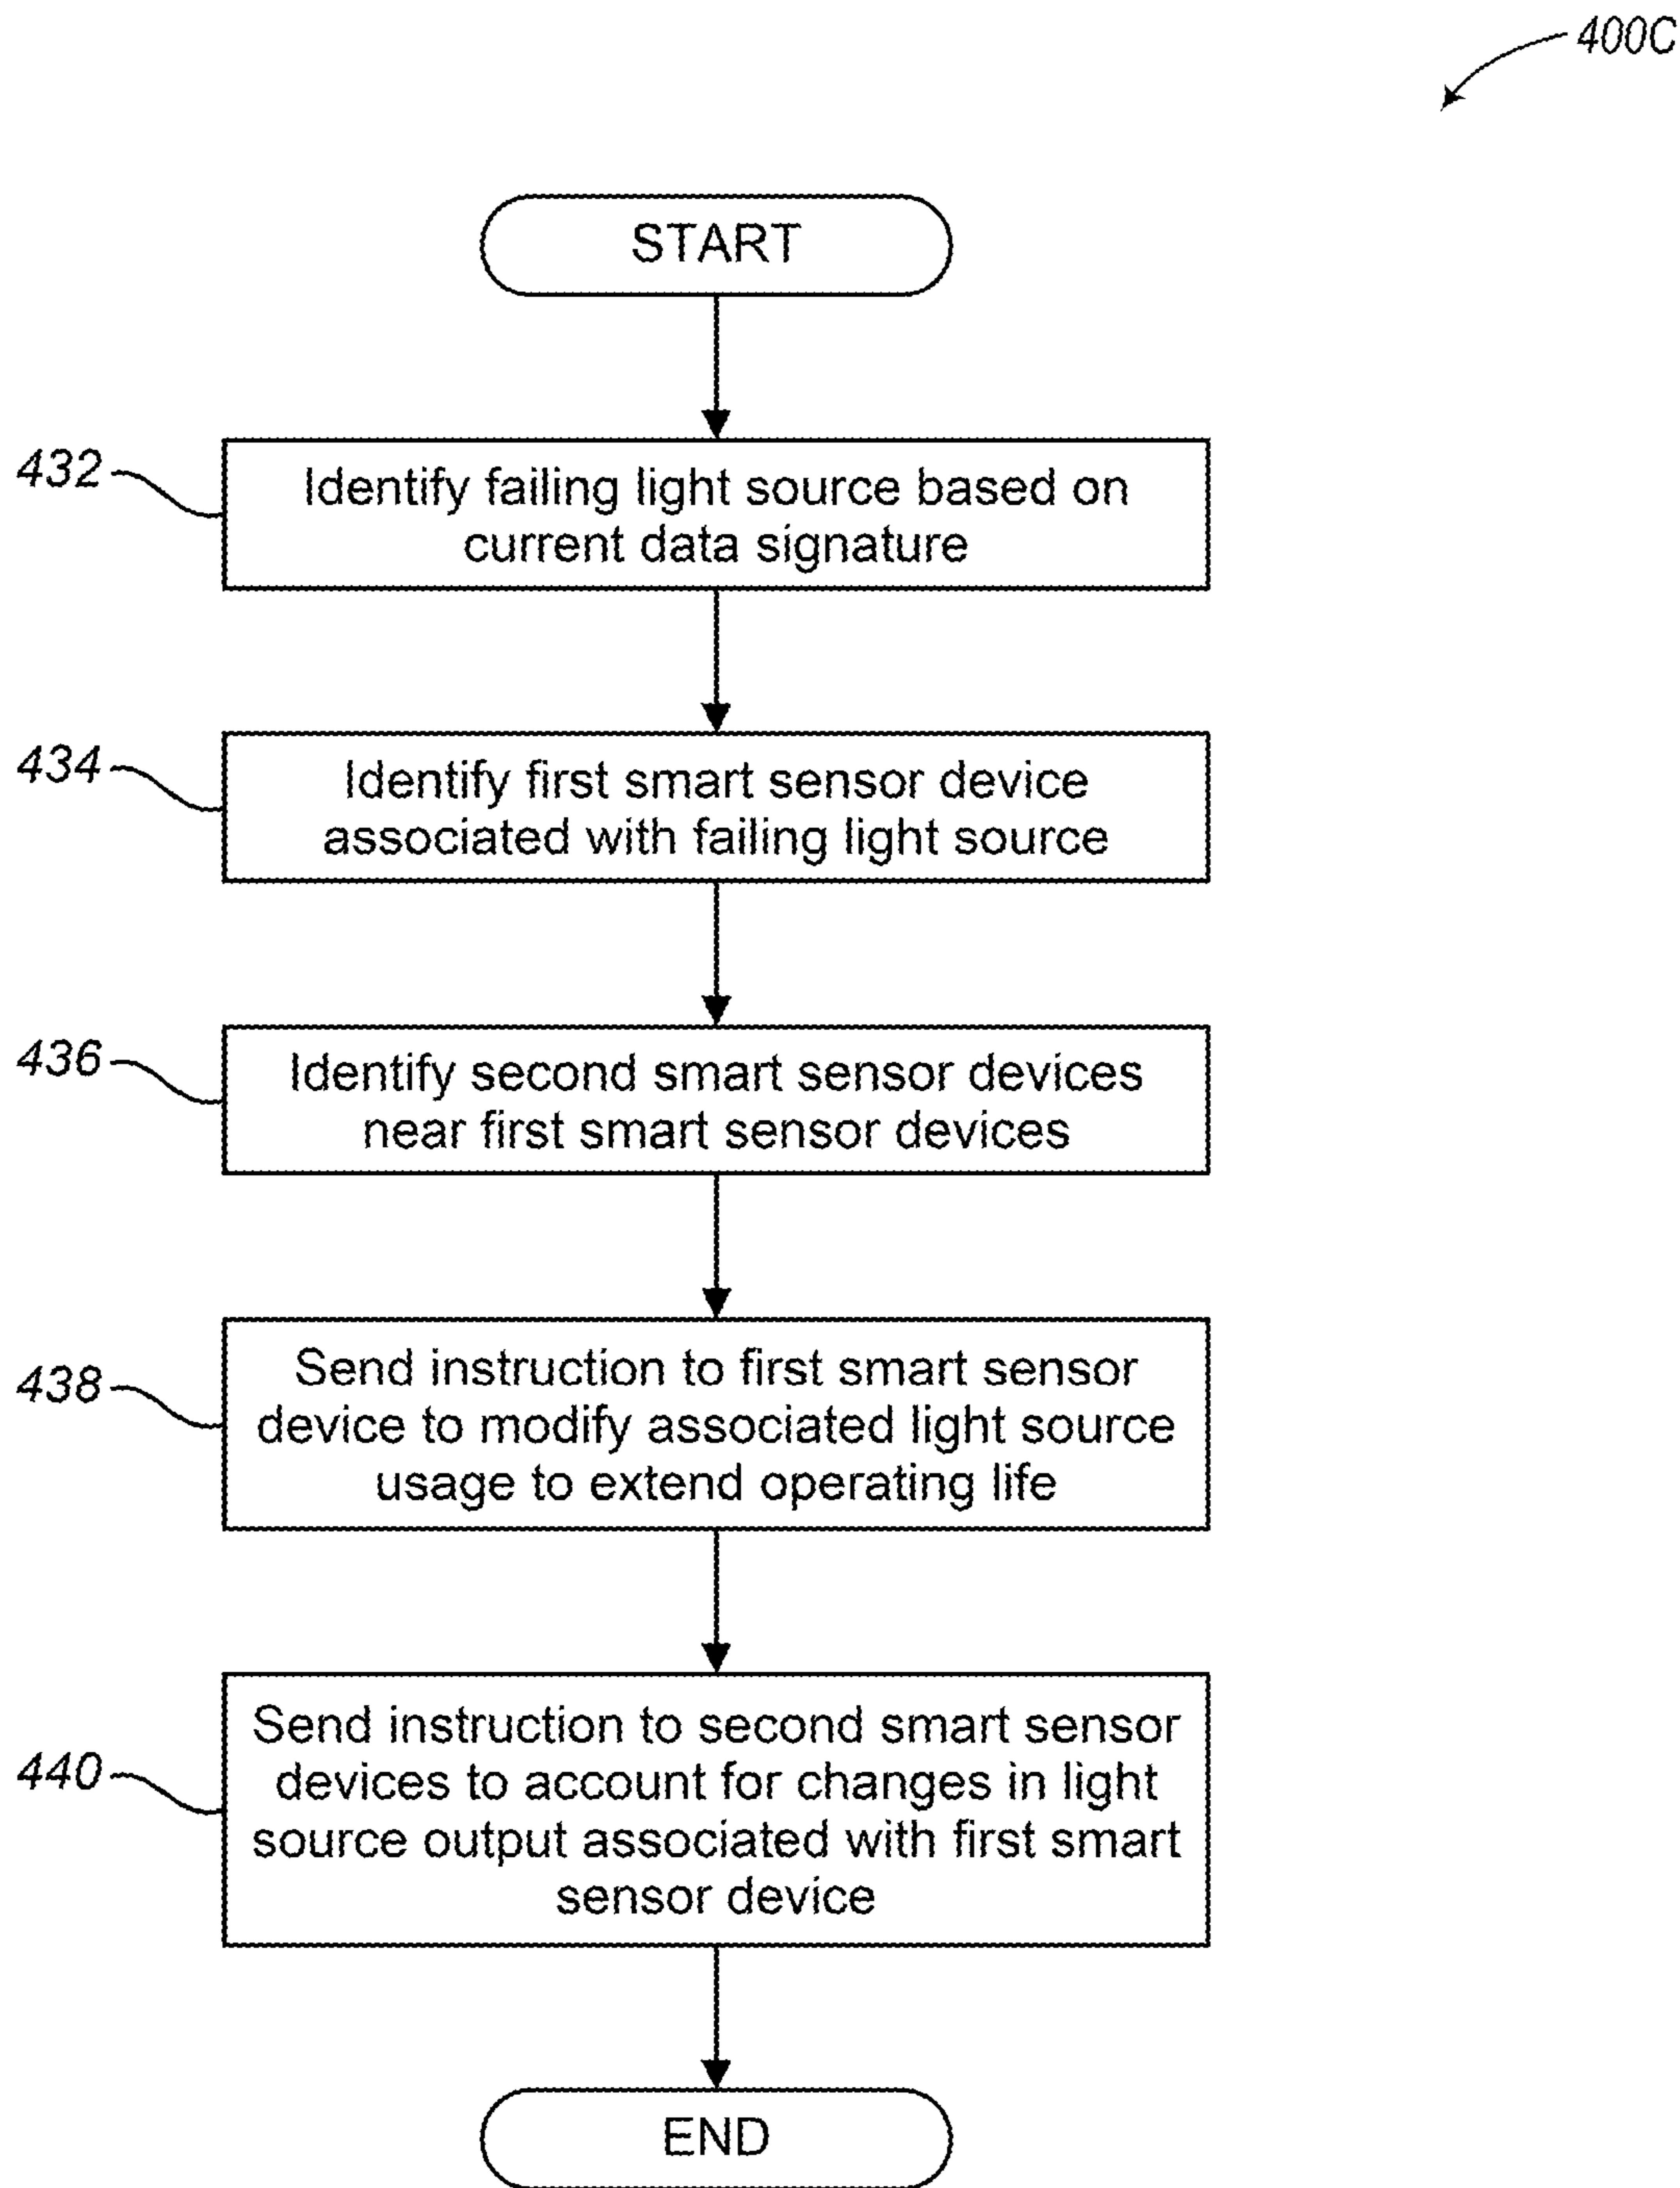 400C
START
432
Identify failing light source based on
current data signature
434
Identify first smart sensor device
associated with failing light source
436
Identify second smart sensor devices
near first smart sensor devices
438
Send instruction to first smart sensor
device to modify associated light source
usage to extend operating life
440
Send instruction to second smart sensor
devices to account for changes in light
source output associated with first smart
sensor device
END